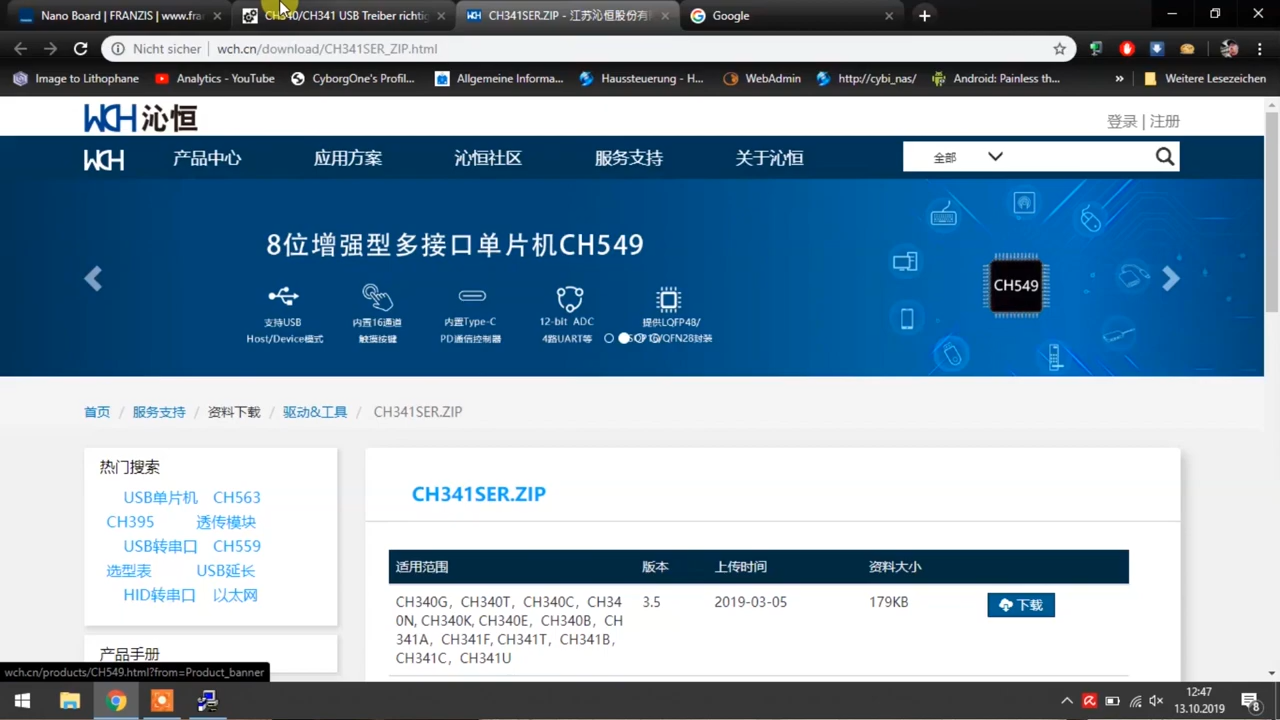 Nano Board | FRANZIS | www.fra
CH340/CH341 USB Treiber richtig
CH341SER.ZIP - 江苏沁恒股份有
Google
Nicht sicher
wch.cn/download/CH341SER_ZIP.html
Image to Lithophane
Analytics - YouTube
CyborgOne's Profil...
Allgemeine Informa...
Haussteuerung - H...
WebAdmin
http://cybi_nas/
Android: Painless th...
»
Weitere Lesezeichen
WCH 沁恒
登录 | 注册
WCH
产品中心
应用方案
沁恒社区
服务支持
关于沁恒
全部
8位增强型多接口单片机CH549
支持USB
Host/Device模式
内置16通道
触摸按键
内置Type-C
PD通信控制器
12-bit ADC
4路UART等
提供LQFP48/
QFN28封装
CH549
首页 / 服务支持 / 资料下载 / 驱动&工具 / CH341SER.ZIP
热门搜索
USB单片机 CH563
CH395 透传模块
USB转串口 CH559
选型表 USB延长
HID转串口 以太网
产品手册
CH341SER.ZIP
适用范围 版本 上传时间 资料大小
CH340G，CH340T，CH340C，CH34
0N, CH340K, CH340E，CH340B，CH
341A，CH341F, CH341T，CH341B，
CH341C，CH341U
3.5
2019-03-05
179KB
下载
wch.cn/products/CH549.html?from=Product_banner
12:47
13.10.2019
8